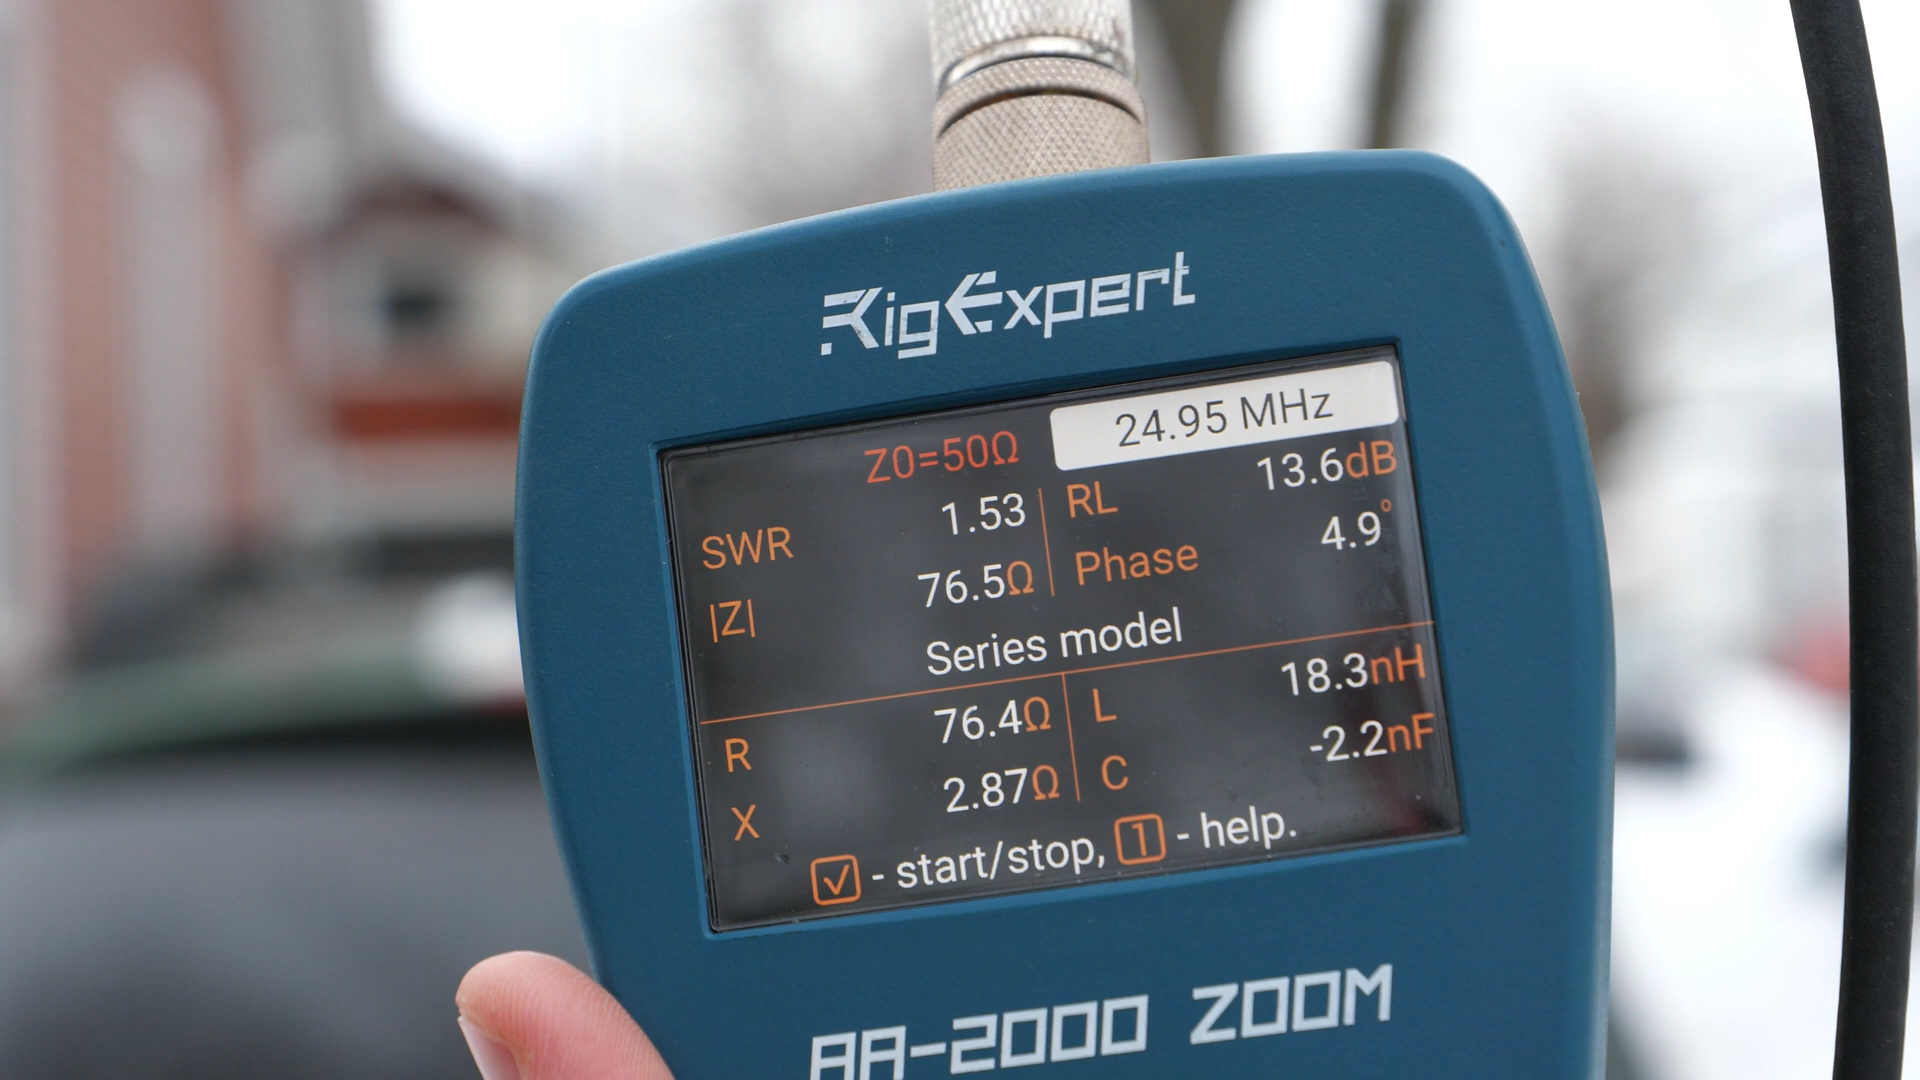 RigExpert
24.95 MHz
Z0=50Ω
SWR 1.53 RL 13.6dB
|Z| 76.5Ω Phase 4.9°
Series model
R 76.4Ω L 18.3nH
X 2.87Ω C -2.2nF
√ - start/stop, 1 - help.
AA-2000 ZOOM